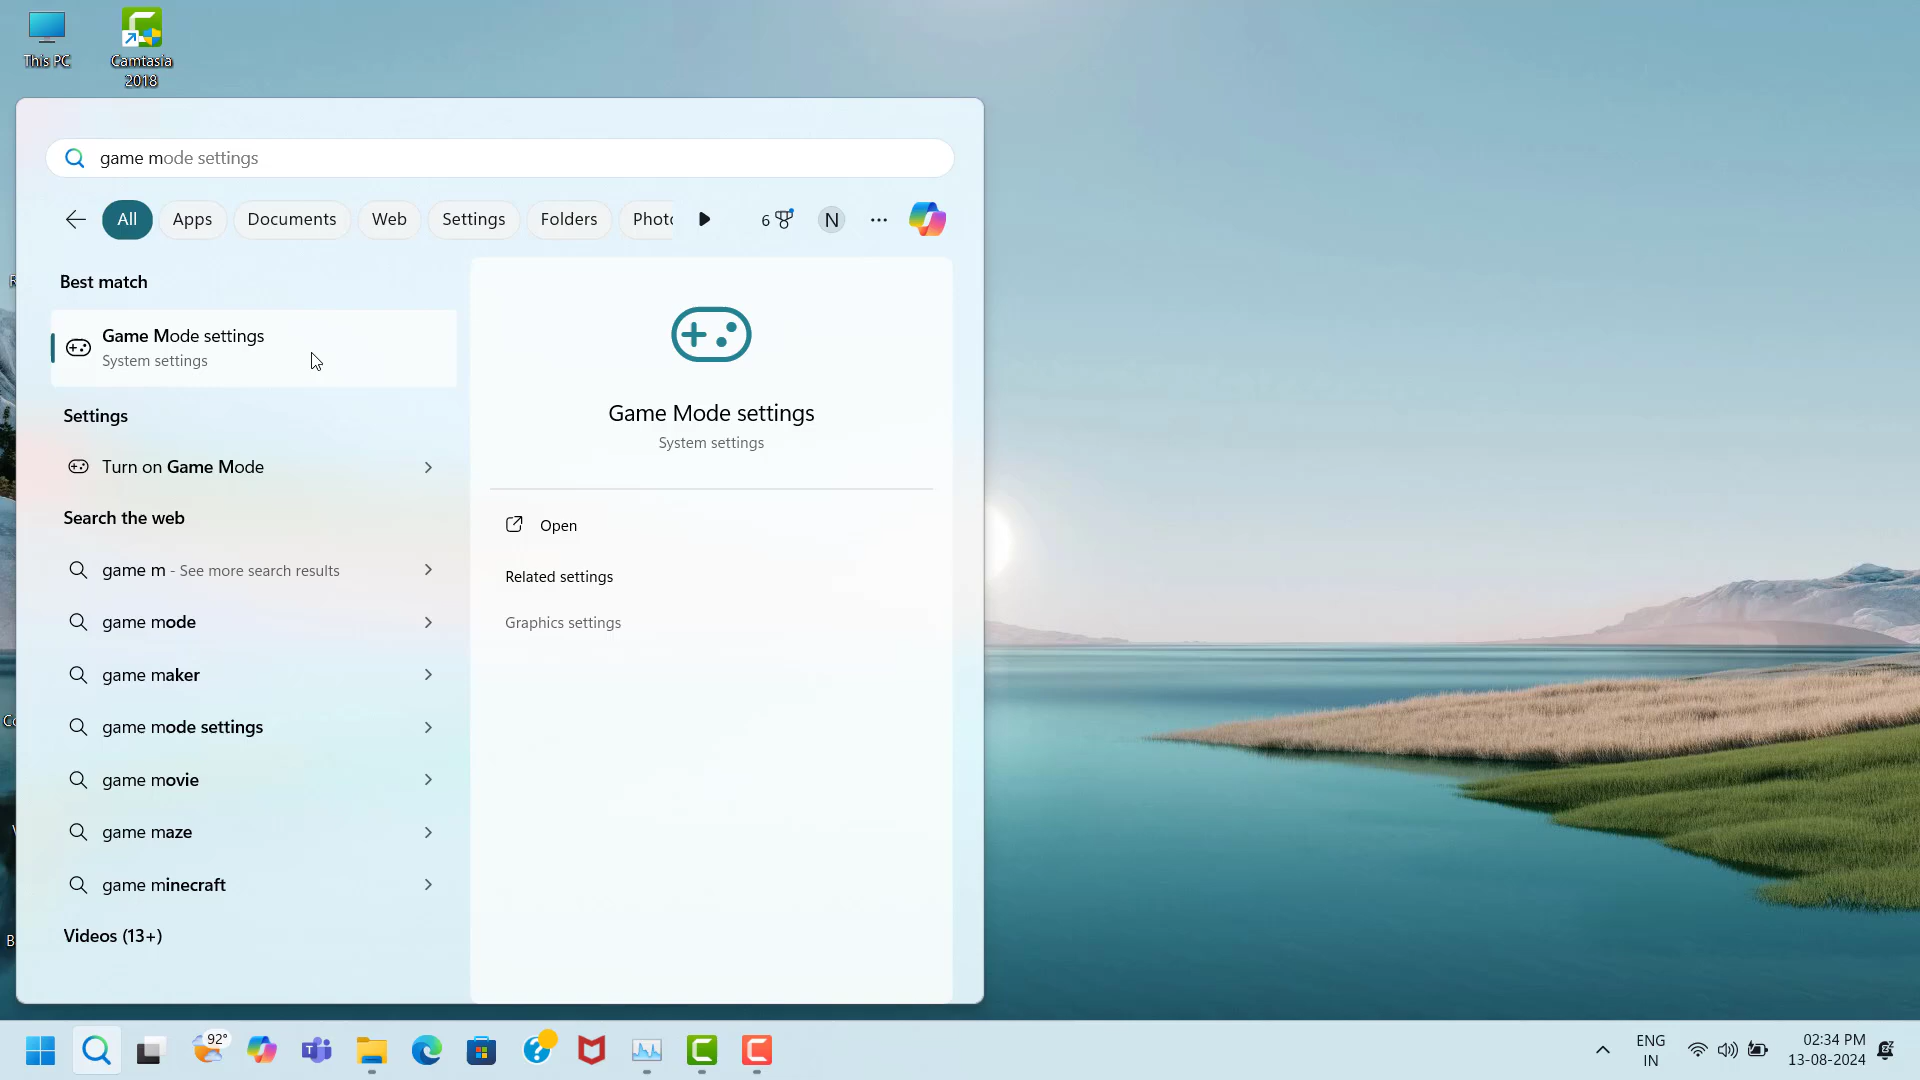 This PC
Camtasia
2018
game mode settings
All
Apps
Documents
Web
Settings
Folders
Phot
6
N
Best match
Game Mode settings
System settings
Settings
Turn on Game Mode
Search the web
game m - See more search results
game mode
game maker
game mode settings
game movie
game maze
game minecraft
Videos (13+)
Game Mode settings
System settings
Open
Related settings
Graphics settings
92°
ENG
IN
02:34 PM
13-08-2024